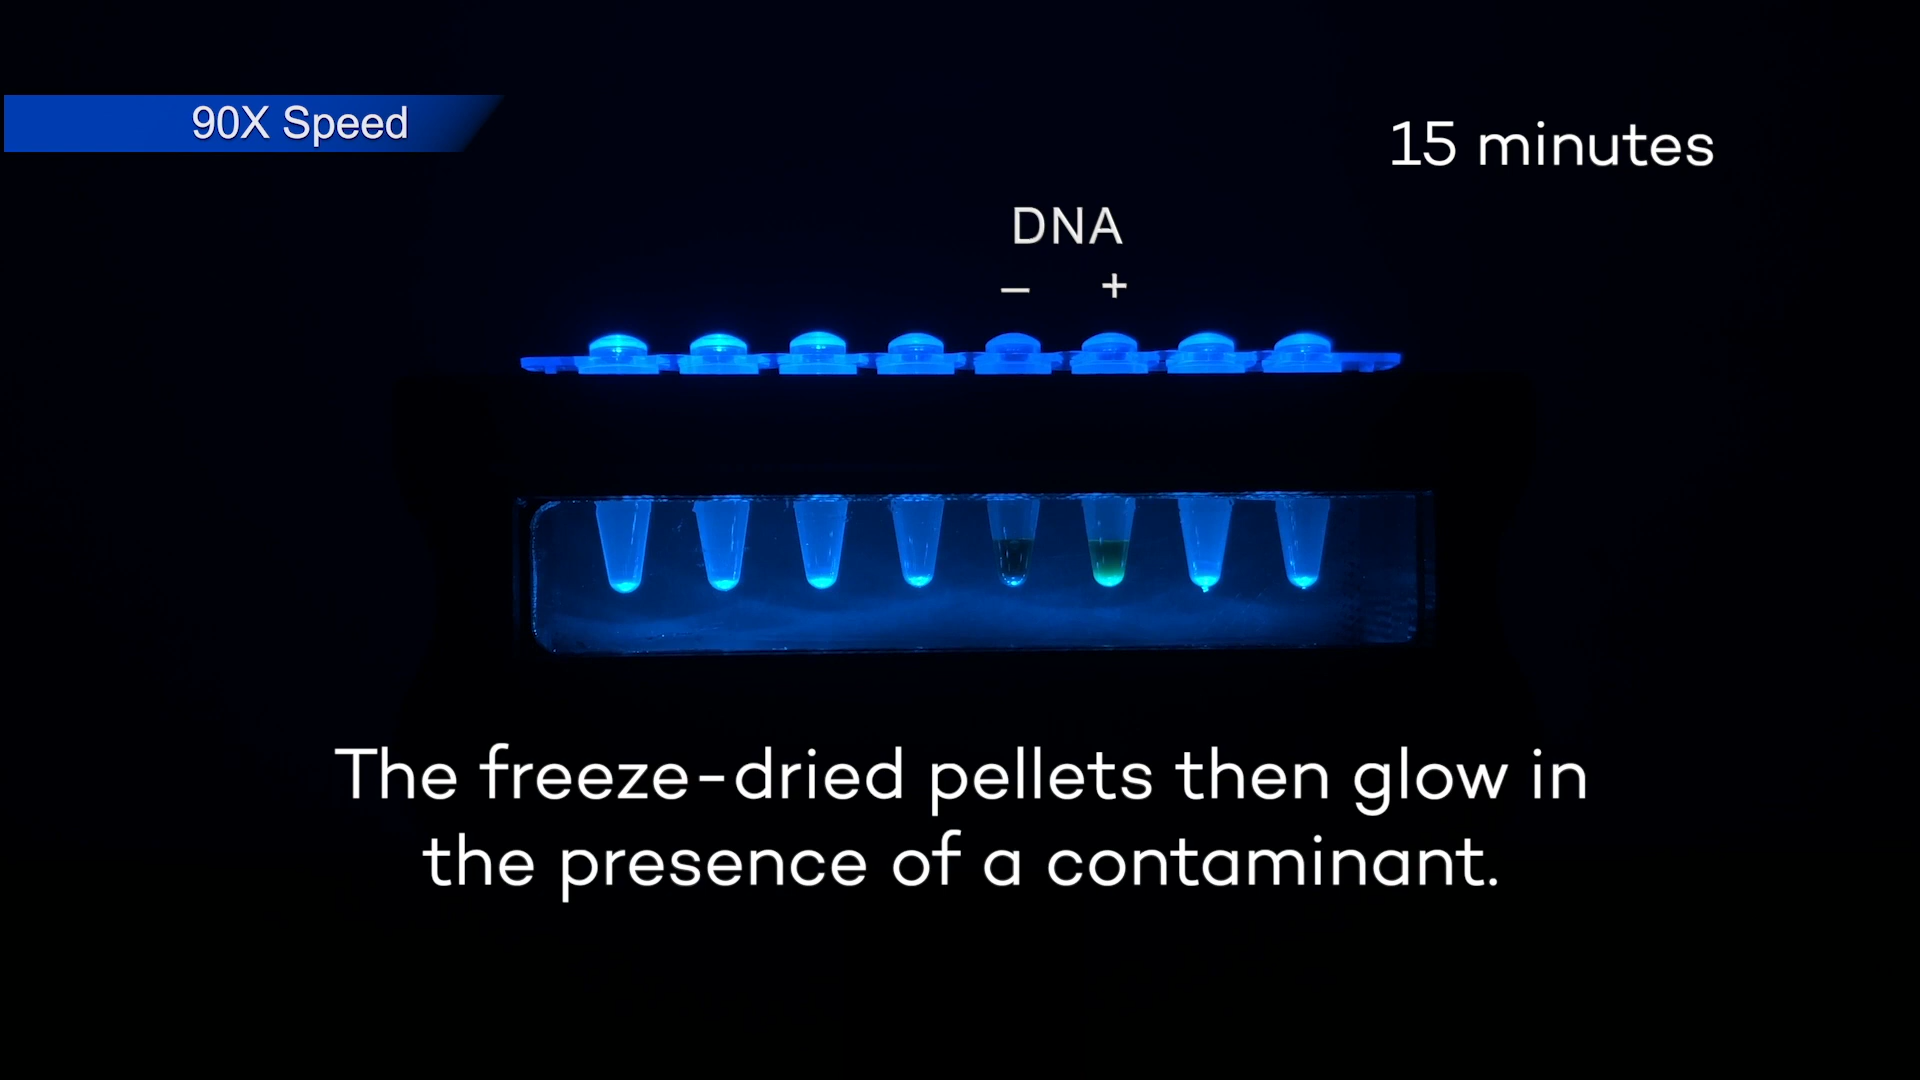 90X Speed
15 minutes
DNA
– +
The freeze-dried pellets then glow in
the presence of a contaminant.